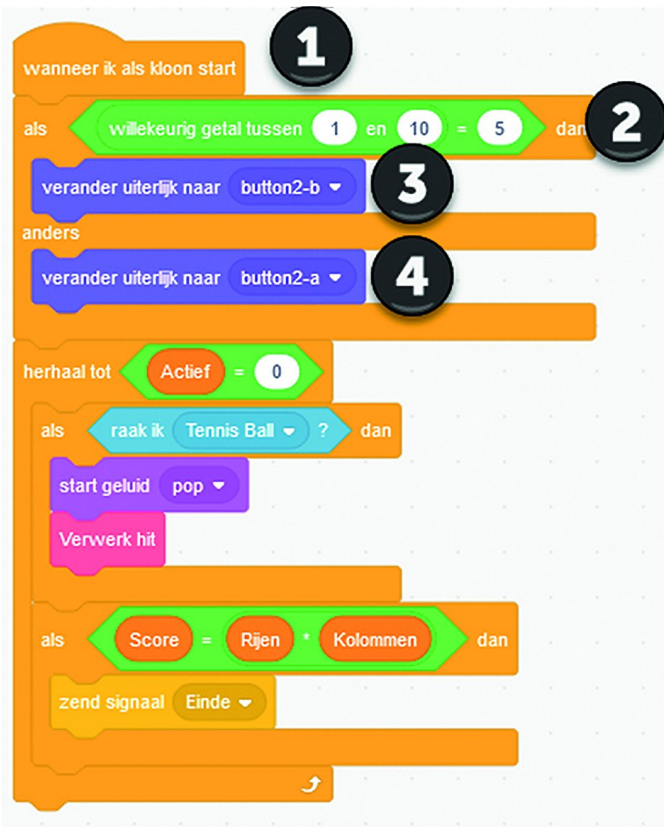 wanneer ik als kloon start 1
als willekeurig getal tussen 1 en 10 = 5 dan 2
verander uiterlijk naar button2-b 3
anders
verander uiterlijk naar button2-a 4
herhaal tot Actief = 0
als raak ik Tennis Ball ? dan
start geluid pop
Verwerk hit
als Score = Rijen * Kolommen dan
zend signaal Einde